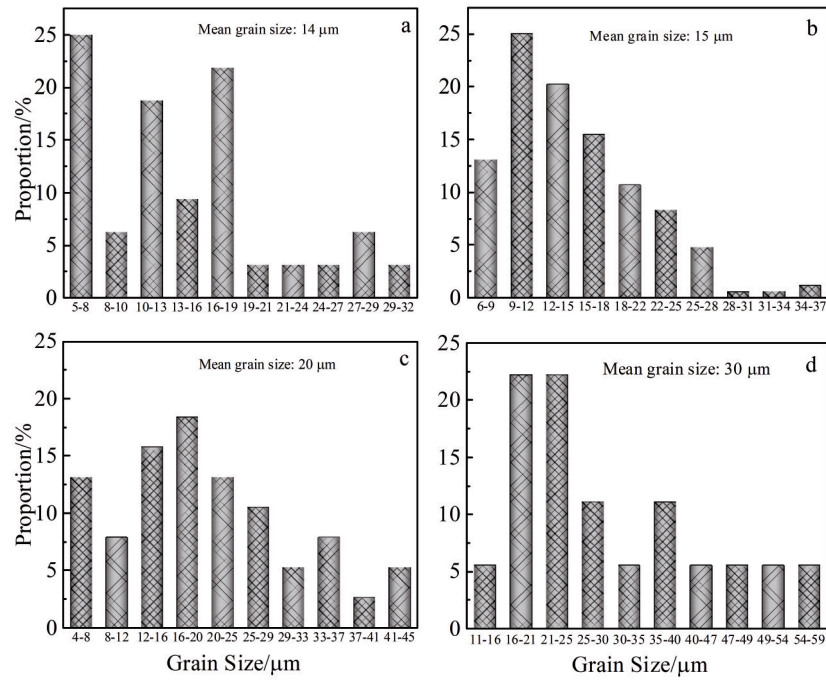 Mean grain size: 14 μm
a
Proportion/%
25
20
15
10
5
0
5-8 8-10 10-13 13-16 16-19 19-21 21-24 24-27 27-29 29-32
Mean grain size: 15 μm
b
25
20
15
10
5
0
6-9 9-12 12-15 15-18 18-22 22-25 25-28 28-31 31-34 34-37
Mean grain size: 20 μm
c
Proportion/%
25
20
15
10
5
0
4-8 8-12 12-16 16-20 20-25 25-29 29-33 33-37 37-41 41-45
Grain Size/μm
Mean grain size: 30 μm
d
25
20
15
10
5
0
11-16 16-21 21-25 25-30 30-35 35-40 40-47 47-49 49-54 54-59
Grain Size/μm